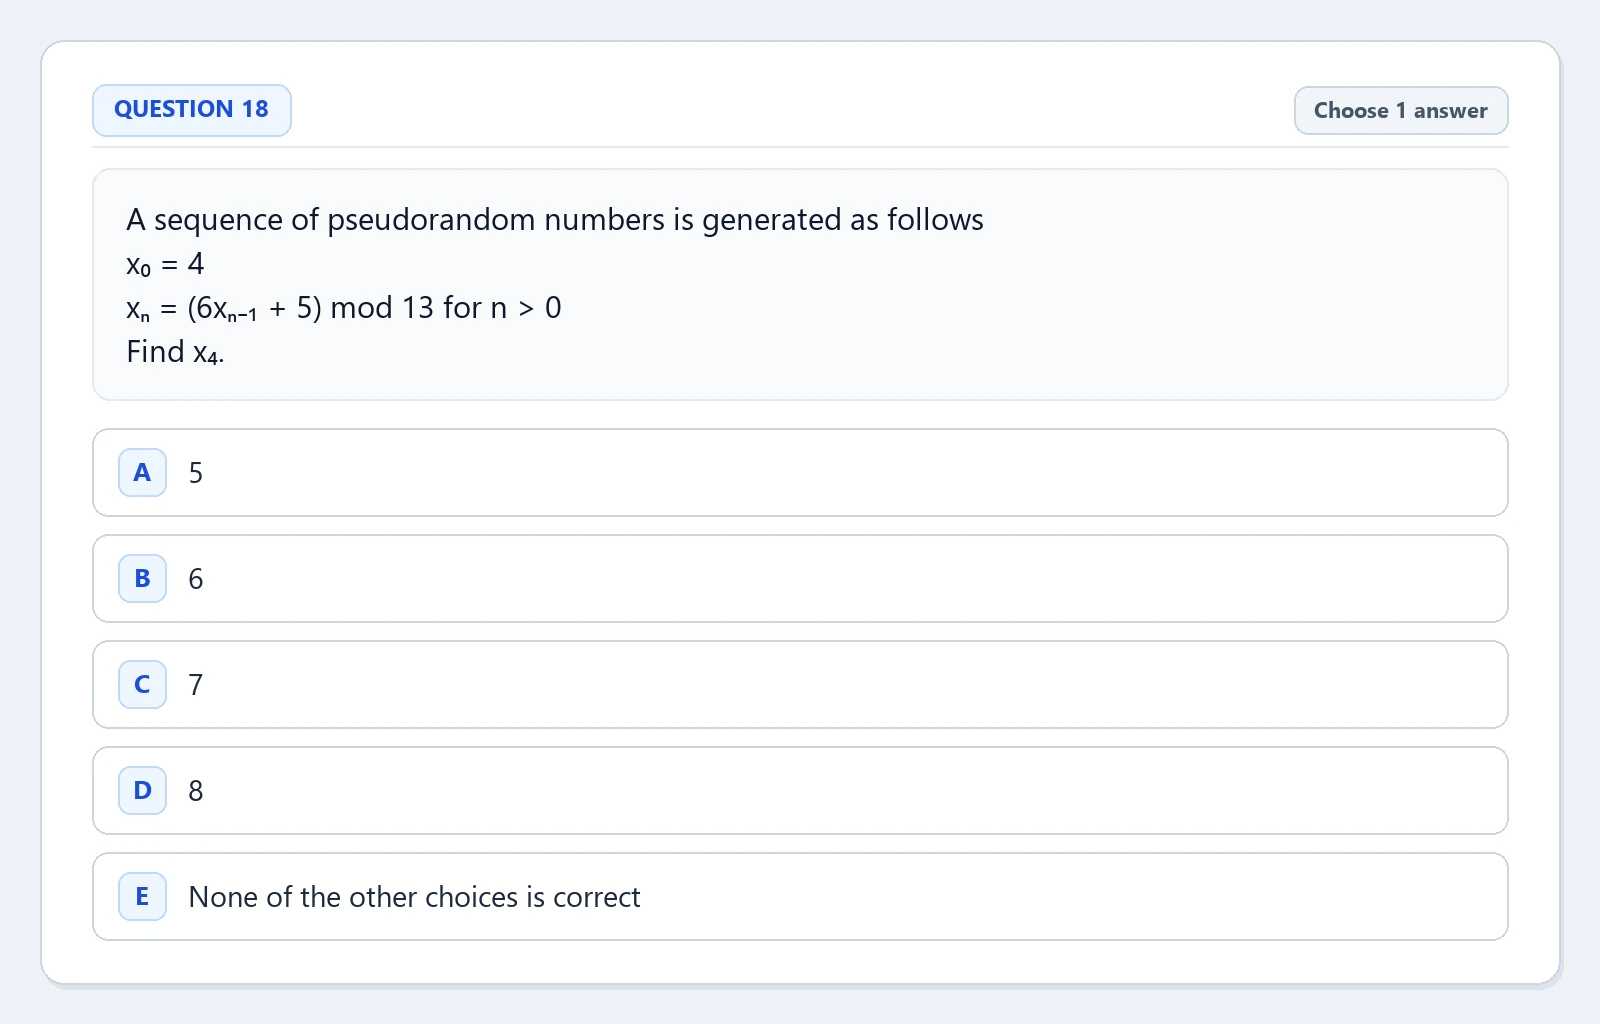 QUESTION 18
Choose 1 answer
A sequence of pseudorandom numbers is generated as follows
x₀ = 4
xₙ = (6xₙ₋₁ + 5) mod 13 for n > 0
Find x₄.
A 5
B 6
C 7
D 8
E None of the other choices is correct